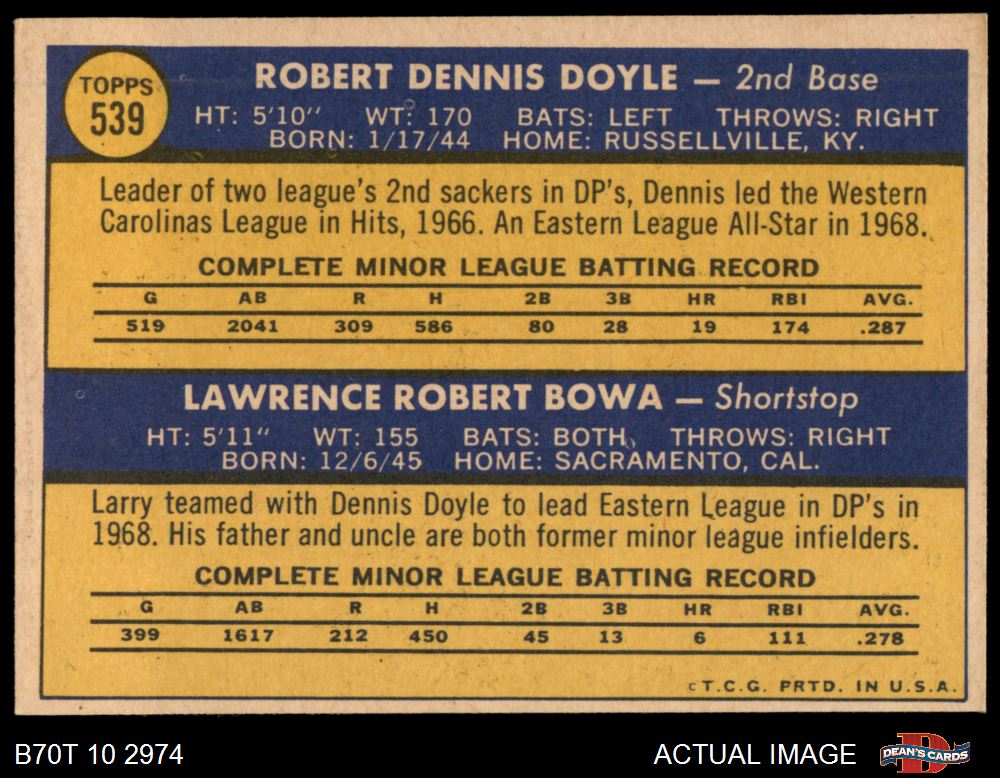 TOPPS
539
ROBERT DENNIS DOYLE — 2nd Base
HT: 5'10" WT: 170 BATS: LEFT THROWS: RIGHT
BORN: 1/17/44 HOME: RUSSELLVILLE, KY.
Leader of two league's 2nd sackers in DP's, Dennis led the Western
Carolinas League in Hits, 1966. An Eastern League All-Star in 1968.
COMPLETE MINOR LEAGUE BATTING RECORD
G AB R H 2B 3B HR RBI AVG.
519 2041 309 586 80 28 19 174 .287
LAWRENCE ROBERT BOWA — Shortstop
HT: 5'11" WT: 155 BATS: BOTH THROWS: RIGHT
BORN: 12/6/45 HOME: SACRAMENTO, CAL.
Larry teamed with Dennis Doyle to lead Eastern League in DP's in
1968. His father and uncle are both former minor league infielders.
COMPLETE MINOR LEAGUE BATTING RECORD
G AB R H 2B 3B HR RBI AVG.
399 1617 212 450 45 13 6 111 .278
©T.C.G. PRTD. IN U.S.A.
B70T 10 2974 ACTUAL IMAGE DEAN'S CARDS